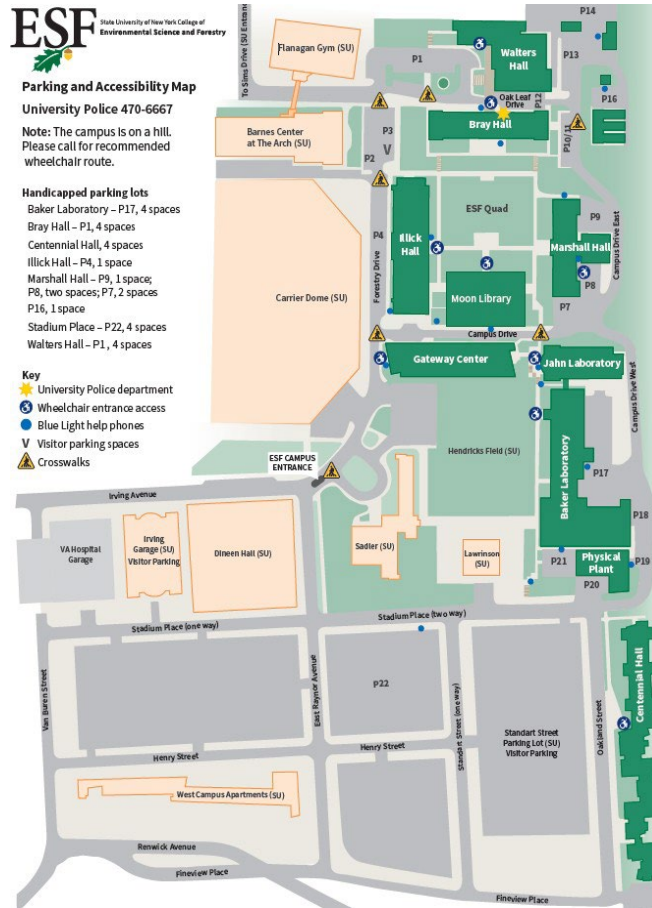 ESF
State University of New York College of
Environmental Science and Forestry
Parking and Accessibility Map
University Police 470-6667
Note: The campus is on a hill.
Please call for recommended
wheelchair route.
Handicapped parking lots
Baker Laboratory – P17, 4 spaces
Bray Hall – P1, 4 spaces
Centennial Hall, 4 spaces
Illick Hall – P4, 1 space
Marshall Hall – P9, 1 space;
P8, two spaces; P7, 2 spaces
P16, 1 space
Stadium Place – P22, 4 spaces
Walters Hall – P1, 4 spaces
Key
University Police department
Wheelchair entrance access
Blue Light help phones
V Visitor parking spaces
Crosswalks
To Sims Drive (SU Entrance
Flanagan Gym (SU)
P1
Walters
Hall
P14
P13
P16
Oak Leaf
Drive
P12
Barnes Center
at The Arch (SU)
P3
V
P2
Bray Hall
P10/11
Carrier Dome (SU)
P4
Forestry Drive
Illick
Hall
ESF Quad
Moon Library
P9
Marshall Hall
P8
P7
Campus Drive East
Campus Drive
Gateway Center
Jahn Laboratory
Campus Drive West
Hendricks Field (SU)
Baker Laboratory
P17
P18
ESF CAMPUS
ENTRANCE
Irving Avenue
VA Hospital
Garage
Irving
Garage (SU)
Visitor Parking
Dineen Hall (SU)
Sadler (SU)
Lawrinson
(SU)
P21
Physical
Plant
P19
P20
Stadium Place (one way)
Stadium Place (two way)
Van Buren Street
East Raynor Avenue
P22
Standart Street (one way)
Standart Street
Parking Lot (SU)
Visitor Parking
Oakland Street
Centennial Hall
Henry Street
Henry Street
West Campus Apartments (SU)
Renwick Avenue
Fineview Place
Fineview Place